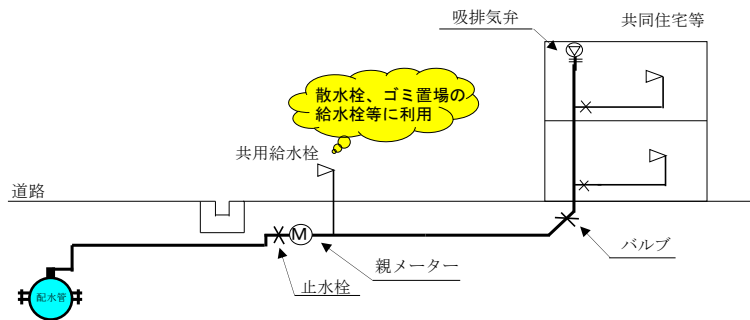 吸排気弁
共同住宅等
散水栓、ゴミ置場の
給水栓等に利用
共用給水栓
道路
M
バルブ
親メーター
止水栓
配水管